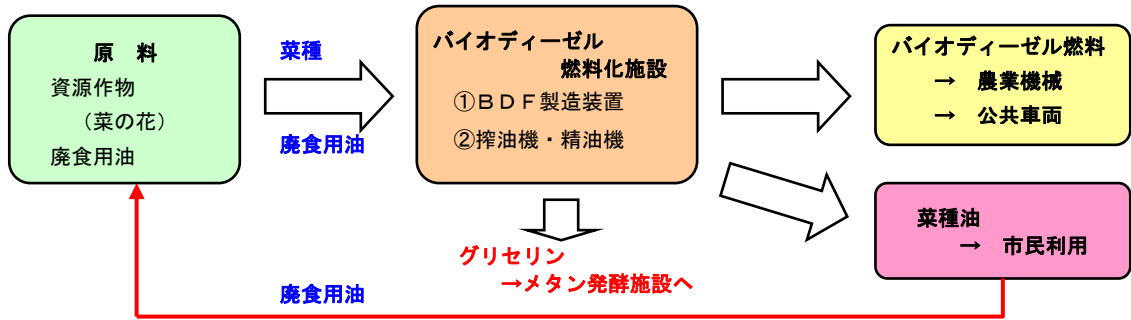 原　料
資源作物
（菜の花）
廃食用油
菜種
廃食用油
バイオディーゼル
燃料化施設
①ＢＤＦ製造装置
②搾油機・精油機
バイオディーゼル燃料
→　農業機械
→　公共車両
菜種油
→　市民利用
グリセリン
→メタン発酵施設へ
廃食用油